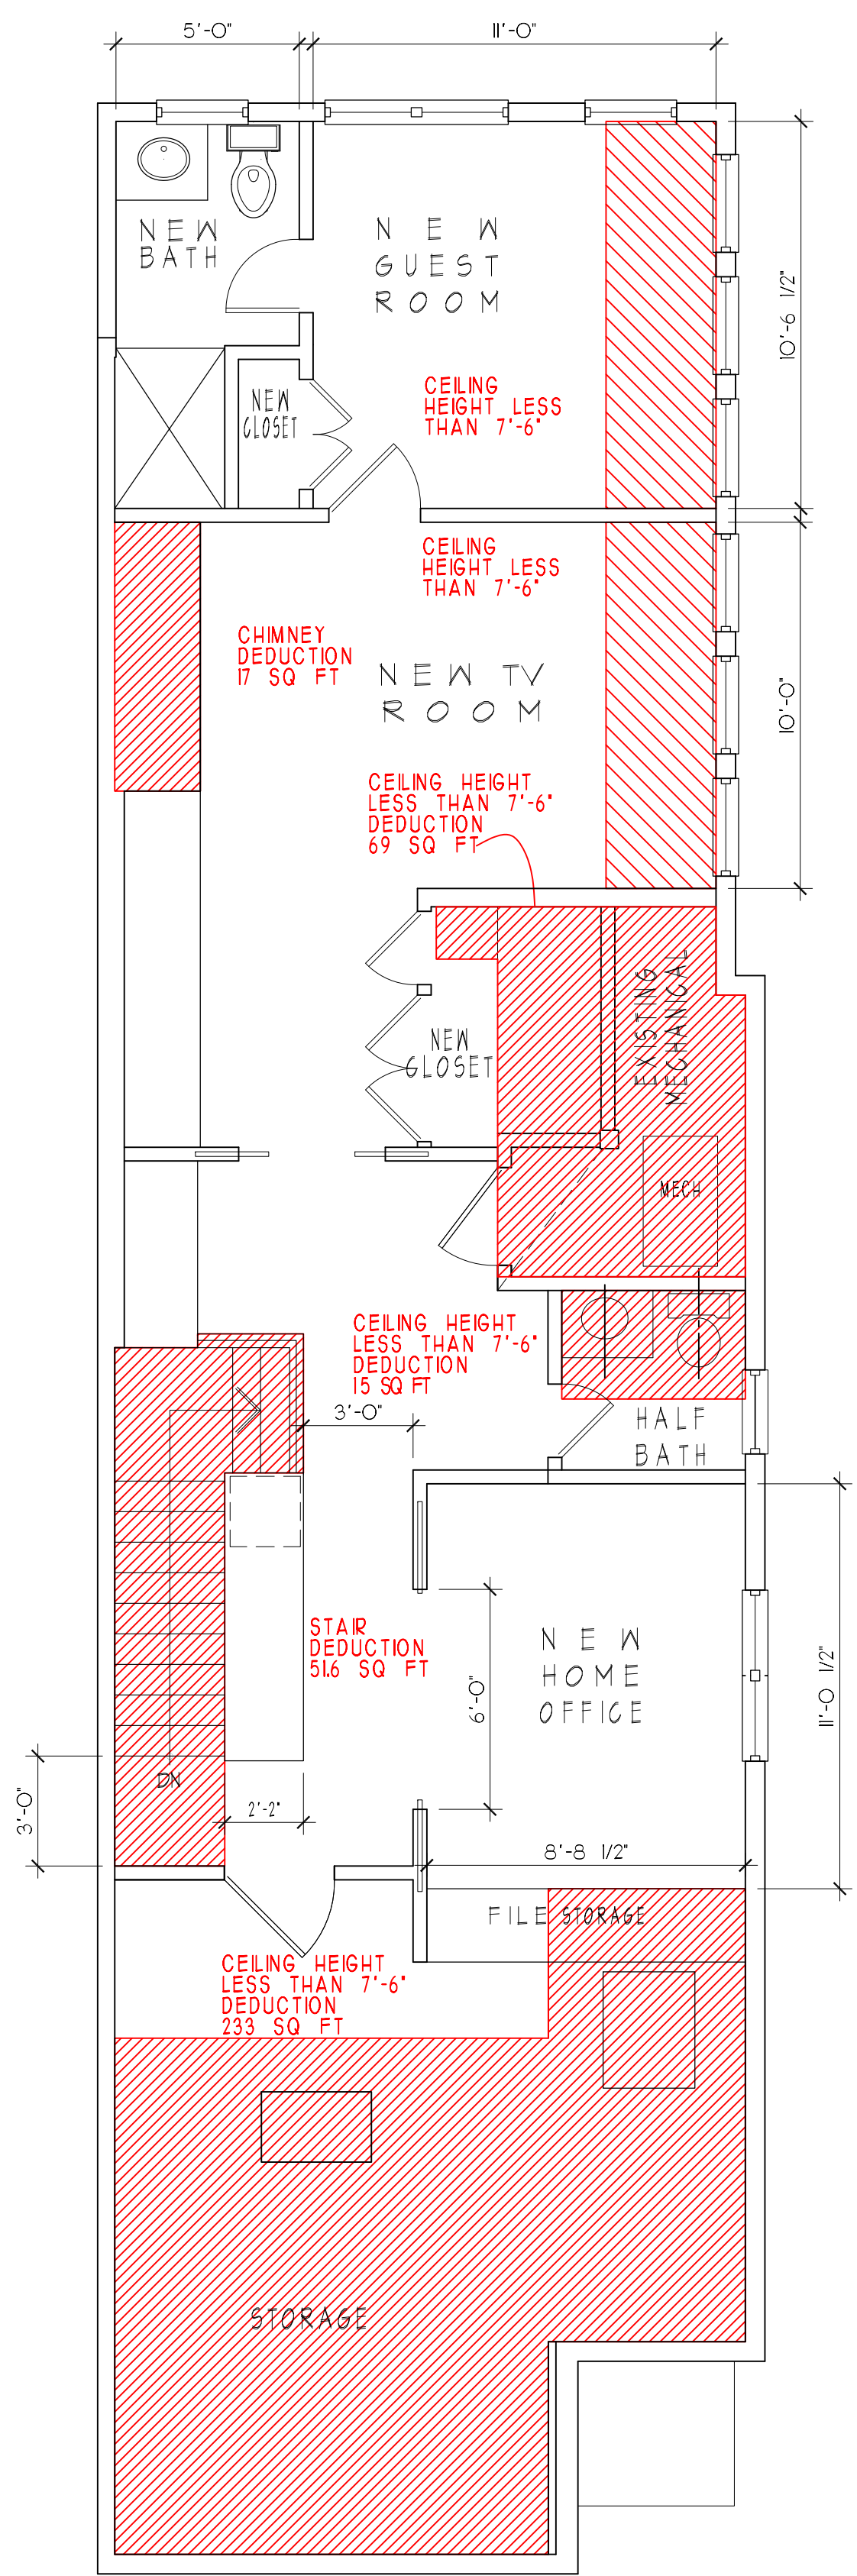 5'-0"
11'-0"
NEW
BATH
NEW
GUEST
ROOM
10'-6 1/2"
CEILING
HEIGHT LESS
THAN 7'-6"
NEW
CLOSET
CEILING
HEIGHT LESS
THAN 7'-6"
CHIMNEY
DEDUCTION
17 SQ FT
NEW TV
ROOM
10'-0"
CEILING HEIGHT
LESS THAN 7'-6"
DEDUCTION
69 SQ FT
EXISTING
MECHANICAL
NEW
CLOSET
MECH
CEILING HEIGHT
LESS THAN 7'-6"
DEDUCTION
15 SQ FT
3'-0"
HALF
BATH
STAIR
DEDUCTION
51.6 SQ FT
NEW
HOME
OFFICE
6'-0"
11'-0 1/2"
DN
3'-0"
2'-2"
8'-8 1/2"
FILE STORAGE
CEILING HEIGHT
LESS THAN 7'-6"
DEDUCTION
233 SQ FT
STORAGE